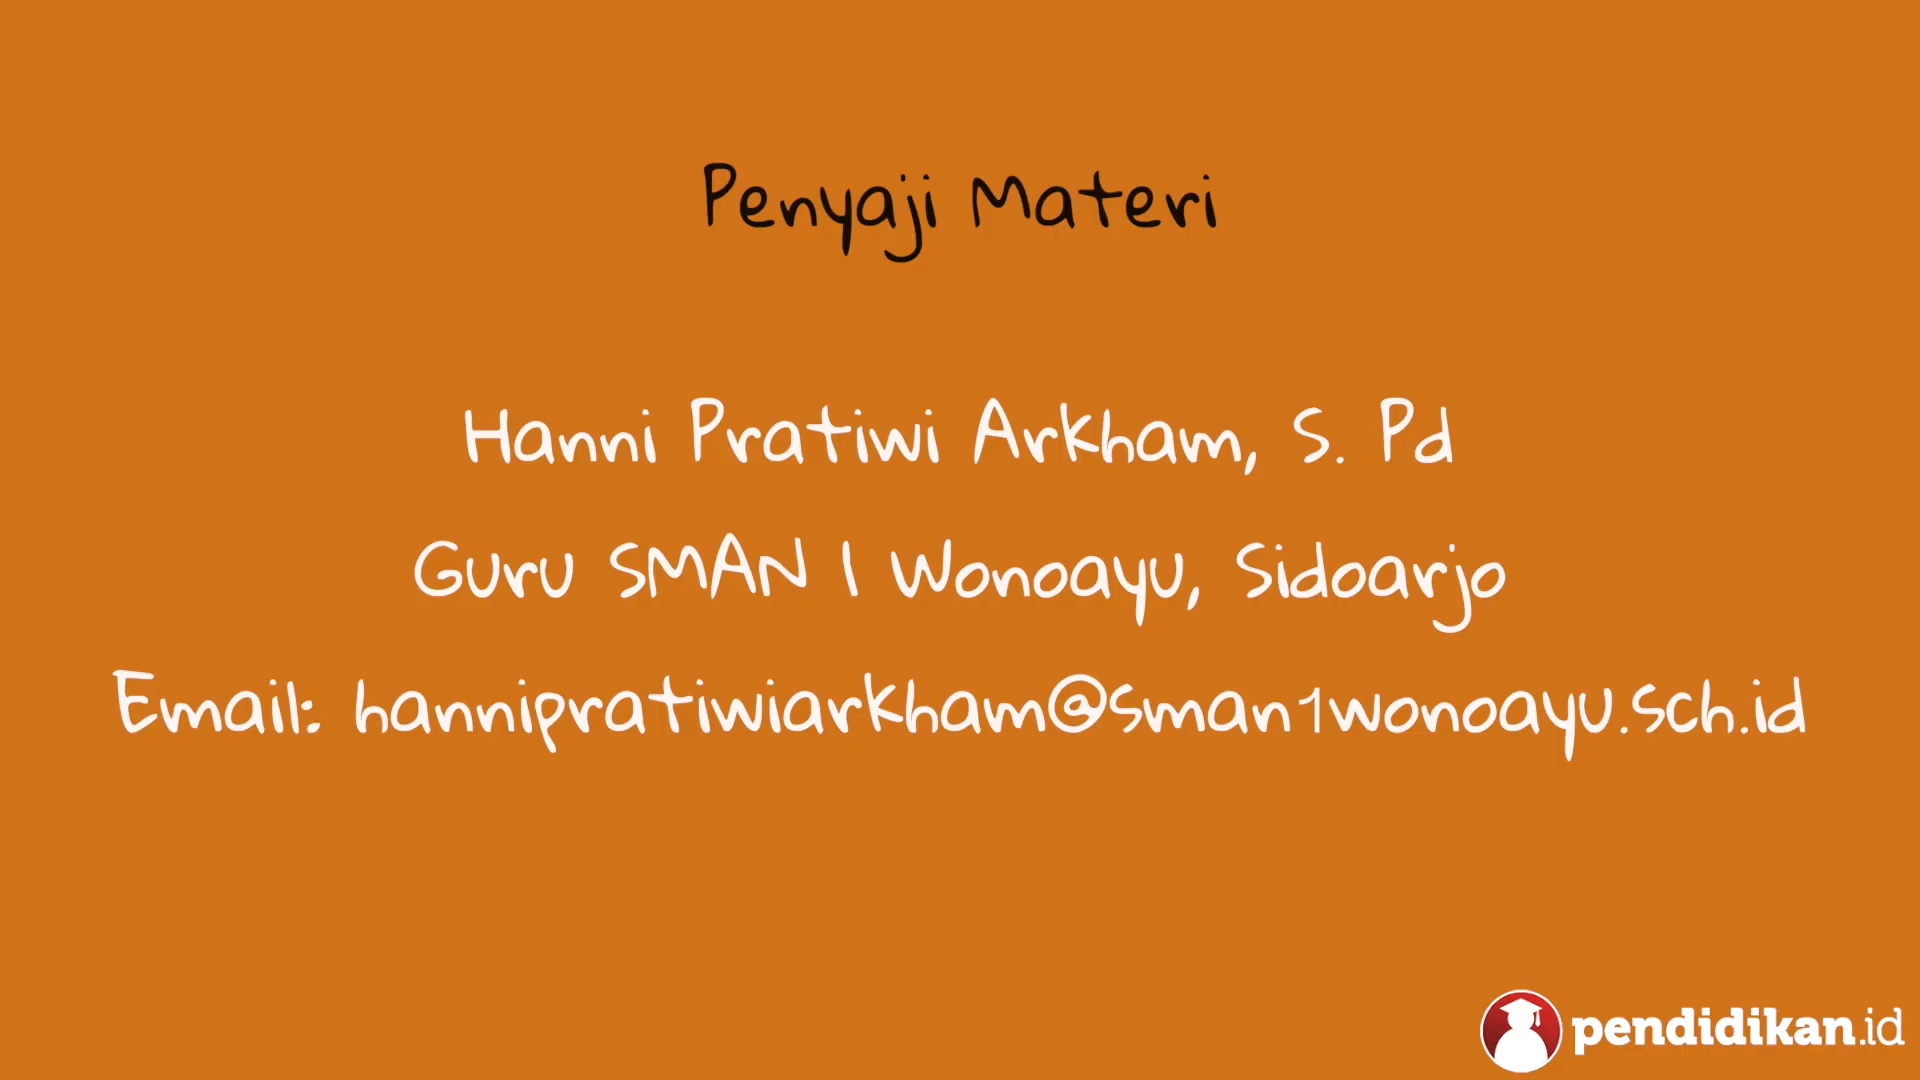 Penyaji Materi
Hanni Pratiwi Arkham, S. Pd
Guru SMAN 1 Wonoayu, Sidoarjo
Email: hannipratiwiarkham@sman1wonoayu.sch.id
pendidikan.id